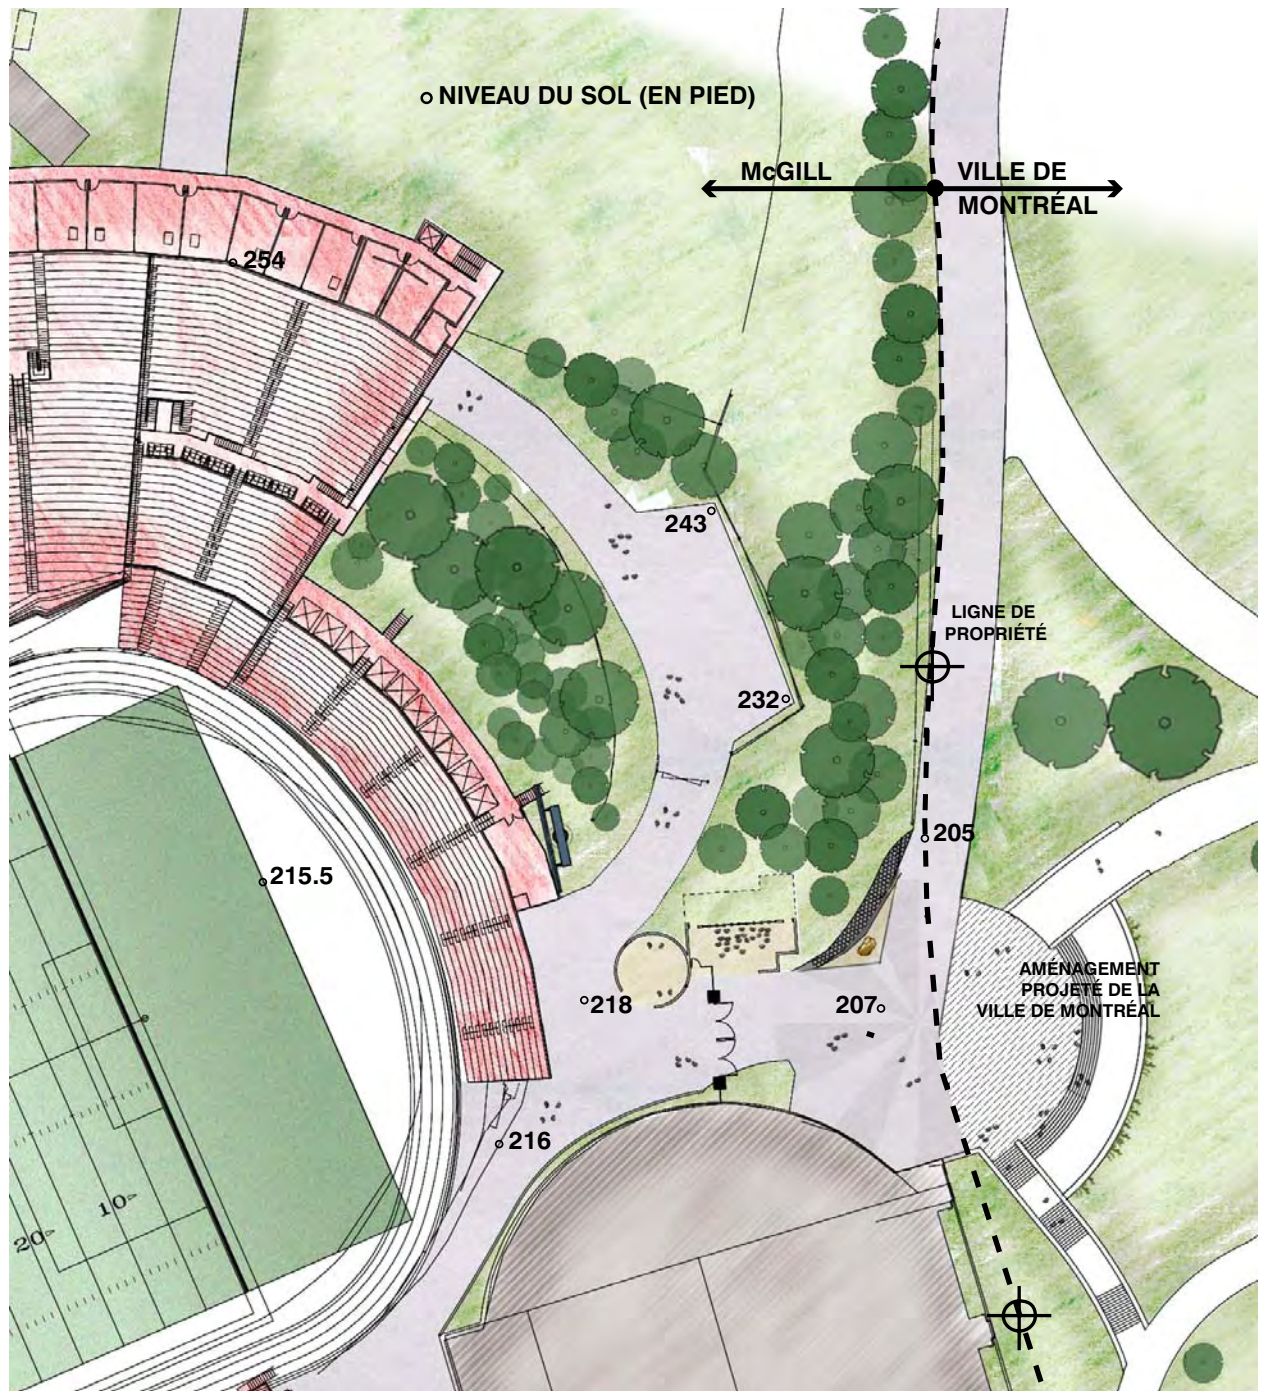 NIVEAU DU SOL (EN PIED)
McGILL
VILLE DE
MONTRÉAL
254
243
LIGNE DE
PROPRIÉTÉ
232
205
215.5
AMÉNAGEMENT
PROJETÉ DE LA
VILLE DE MONTRÉAL
218
207
216
10
20